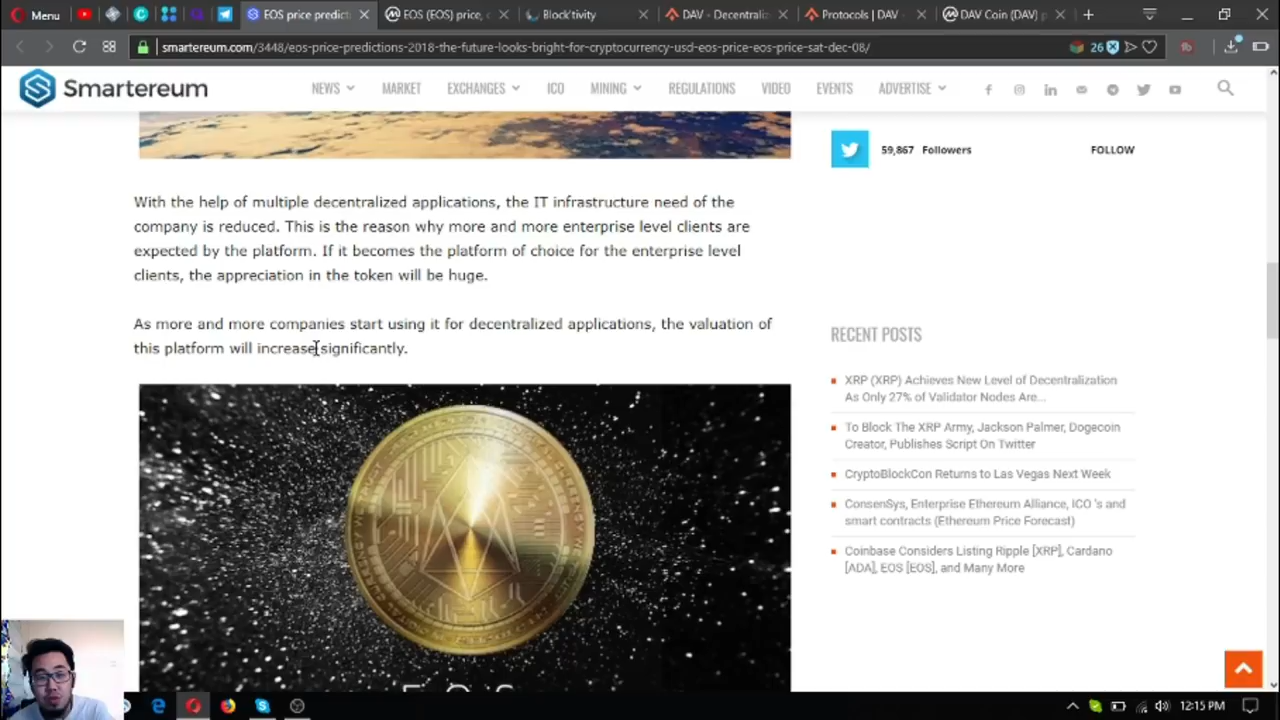 Menu
EOS price predicti
EOS (EOS) price, c
Block'tivity
DAV - Decentraliz
Protocols | DAV
DAV Coin (DAV) p
smartereum.com/3448/eos-price-predictions-2018-the-future-looks-bright-for-cryptocurrency-usd-eos-price-eos-price-sat-dec-08/
26
Smartereum
NEWS
MARKET
EXCHANGES
ICO
MINING
REGULATIONS
VIDEO
EVENTS
ADVERTISE
59,867 Followers
FOLLOW
With the help of multiple decentralized applications, the IT infrastructure need of the
company is reduced. This is the reason why more and more enterprise level clients are
expected by the platform. If it becomes the platform of choice for the enterprise level
clients, the appreciation in the token will be huge.
As more and more companies start using it for decentralized applications, the valuation of
this platform will increase significantly.
RECENT POSTS
XRP (XRP) Achieves New Level of Decentralization
As Only 27% of Validator Nodes Are...
To Block The XRP Army, Jackson Palmer, Dogecoin
Creator, Publishes Script On Twitter
CryptoBlockCon Returns to Las Vegas Next Week
ConsenSys, Enterprise Ethereum Alliance, ICO 's and
smart contracts (Ethereum Price Forecast)
Coinbase Considers Listing Ripple [XRP], Cardano
[ADA], EOS [EOS], and Many More
EOS
12:15 PM